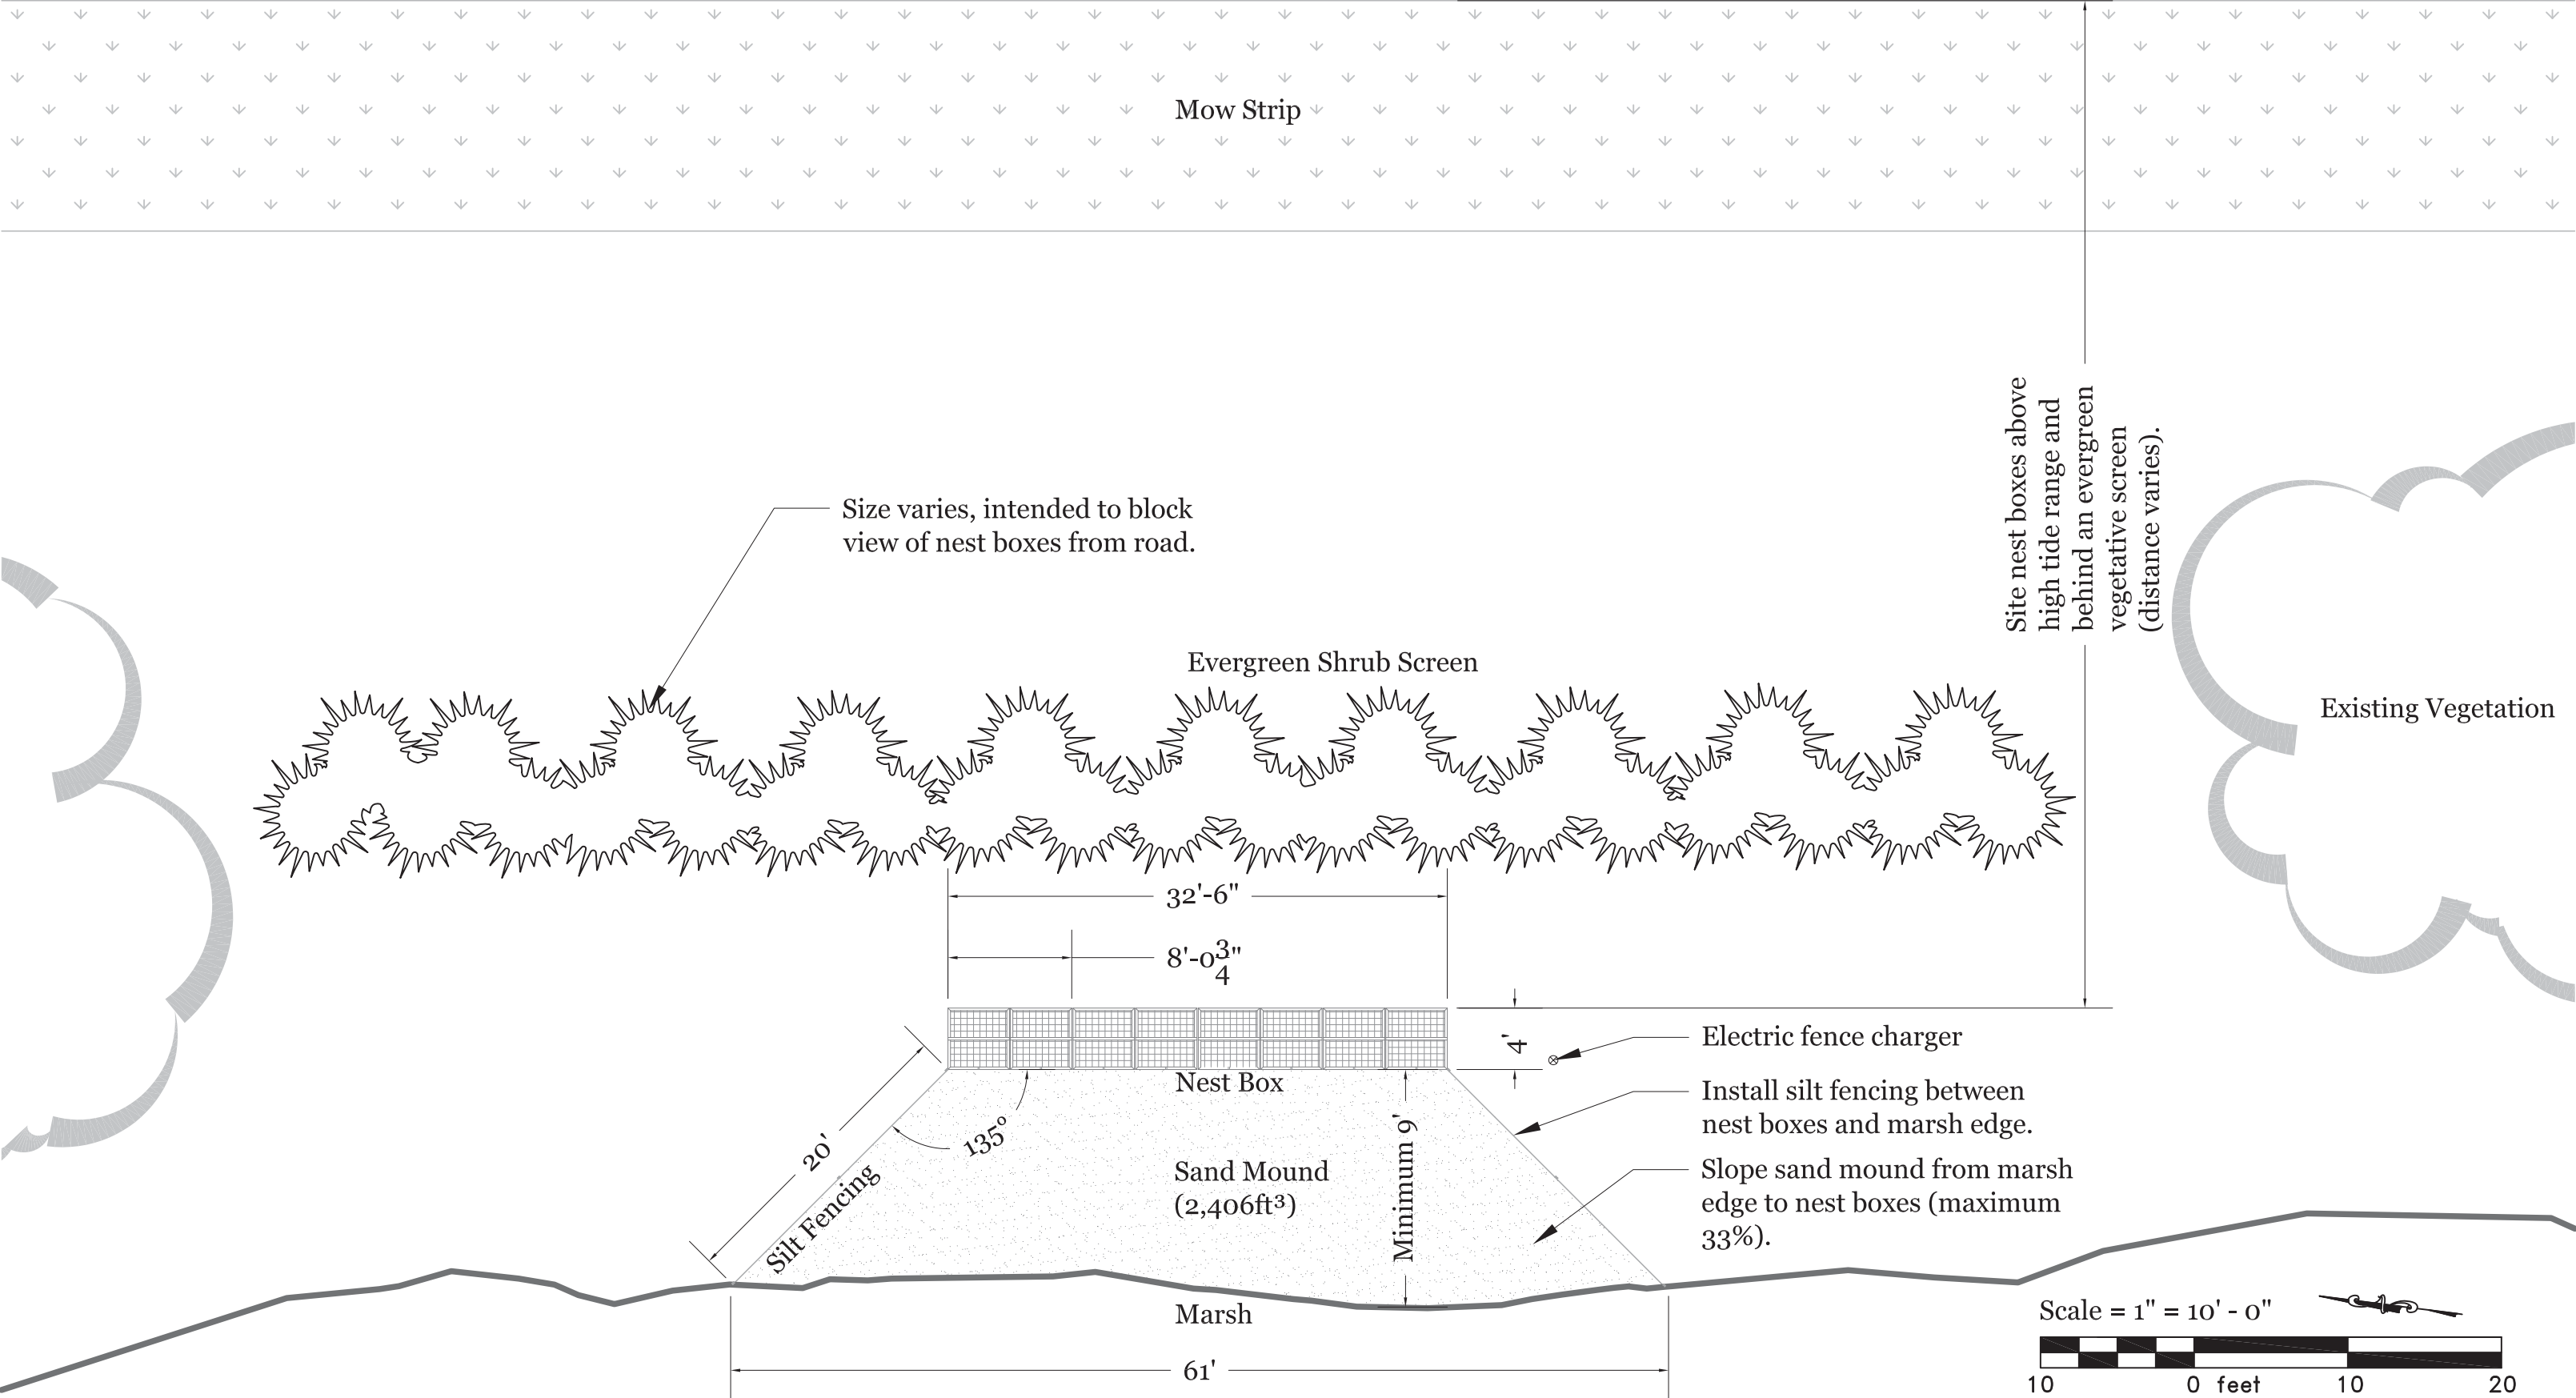 Mow Strip
Site nest boxes above
high tide range and
behind an evergreen
vegetative screen
(distance varies).
Size varies, intended to block
view of nest boxes from road.
Evergreen Shrub Screen
Existing Vegetation
32'-6"
8'-0 3/4"
4'
Electric fence charger
Nest Box
Install silt fencing between
nest boxes and marsh edge.
135°
20'
Silt Fencing
Minimum 9'
Sand Mound
(2,406ft³)
Slope sand mound from marsh
edge to nest boxes (maximum
33%).
Marsh
61'
Scale = 1" = 10' - 0"
10 0 feet 10 20